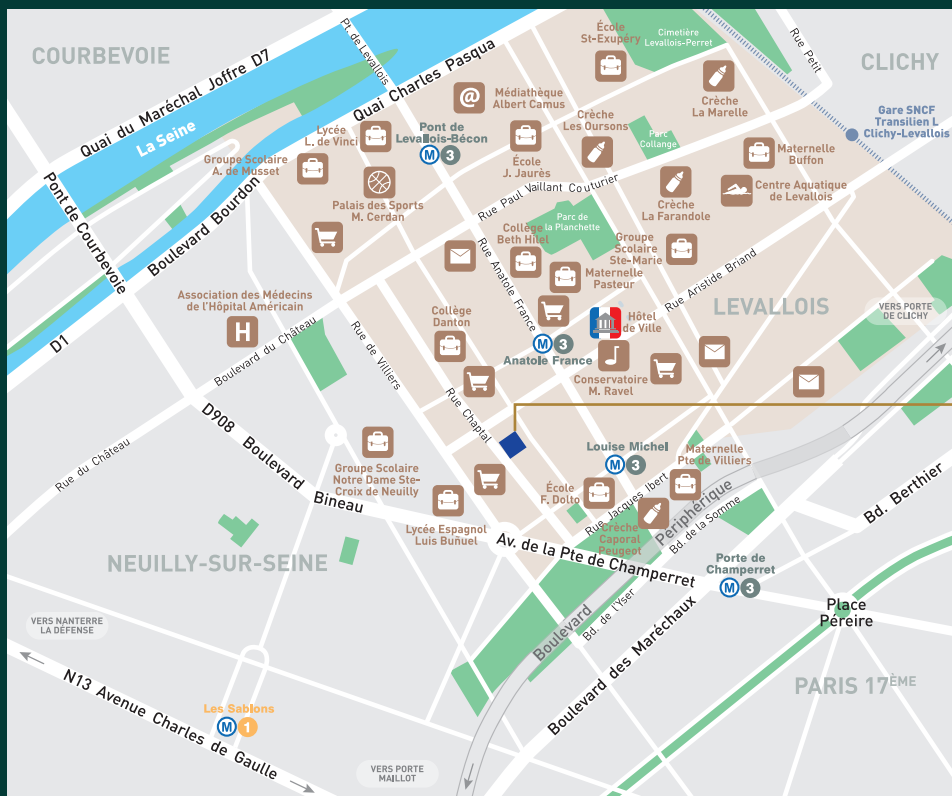 COURBEVOIE
Quai du Maréchal Joffre D7
La Seine
Pt. de Levallois
Quai Charles Pasqua
École
St-Exupéry
Cimetière
Levallois-Perret
Rue Petit
CLICHY
@
Médiathèque
Albert Camus
Crèche
La Marelle
Gare SNCF
Transilien L
Clichy-Levallois
Lycée
L. de Vinci
Pont de
Levallois-Bécon
M 3
Crèche
Les Oursons
Parc
Collange
Groupe Scolaire
A. de Musset
École
J. Jaurès
Maternelle
Buffon
Palais des Sports
M. Cerdan
Rue Paul Vaillant Couturier
Crèche
La Farandole
Centre Aquatique
de Levallois
Pont de Courbevoie
Boulevard Bourdon
D1
Parc de
la Planchette
Collège
Beth Hilel
Groupe
Scolaire
Ste-Marie
Maternelle
Pasteur
Rue Anatole France
Rue Aristide Briand
Association des Médecins
de l'Hôpital Américain
H
Boulevard du Château
Collège
Danton
Hôtel
de Ville
LEVALLOIS
VERS PORTE
DE CLICHY
M 3
Anatole France
Conservatoire
M. Ravel
Rue de Villiers
Rue Chaptal
D908 Boulevard Bineau
Rue du Château
Groupe Scolaire
Notre Dame Ste-
Croix de Neuilly
Louise Michel
M 3
Maternelle
Pte de Villiers
École
F. Dolto
Rue Jacques Ibert
Crèche
Caporal
Peugeot
Lycée Espagnol
Luis Buñuel
Boulevard Periphérique
Bd. de la Somme
Bd. Berthier
Av. de la Pte de Champerret
NEUILLY-SUR-SEINE
Porte de
Champerret
M 3
Bd. de l'Yser
Boulevard des Maréchaux
Place
Péreire
VERS NANTERRE
LA DÉFENSE
N13 Avenue Charles de Gaulle
Les Sablons
M 1
PARIS 17ÈME
VERS PORTE
MAILLOT